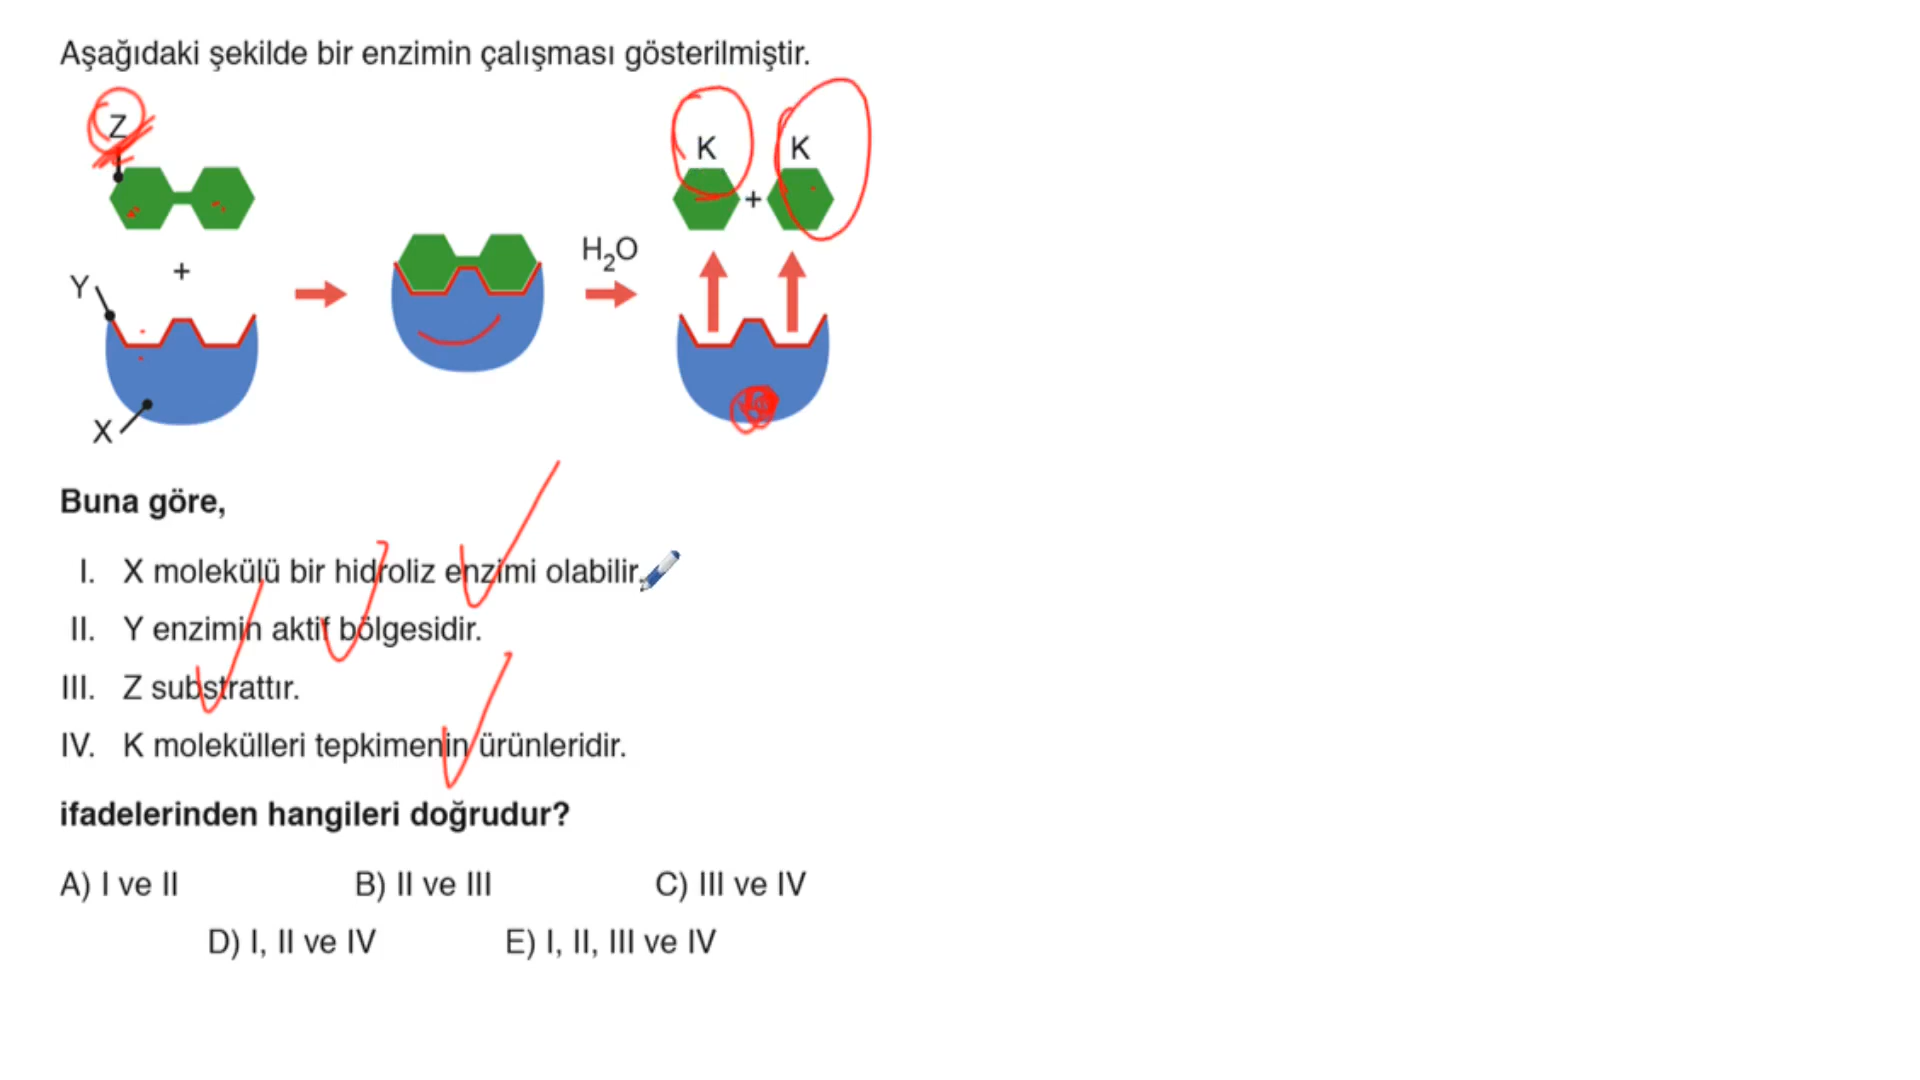 Aşağıdaki şekilde bir enzimin çalışması gösterilmiştir.
Z
K K
+
H₂O
Y
+
X
Buna göre,
I. X molekülü bir hidroliz enzimi olabilir.
II. Y enzimin aktif bölgesidir.
III. Z substrattır.
IV. K molekülleri tepkimenin ürünleridir.
ifadelerinden hangileri doğrudur?
A) I ve II B) II ve III C) III ve IV
D) I, II ve IV E) I, II, III ve IV